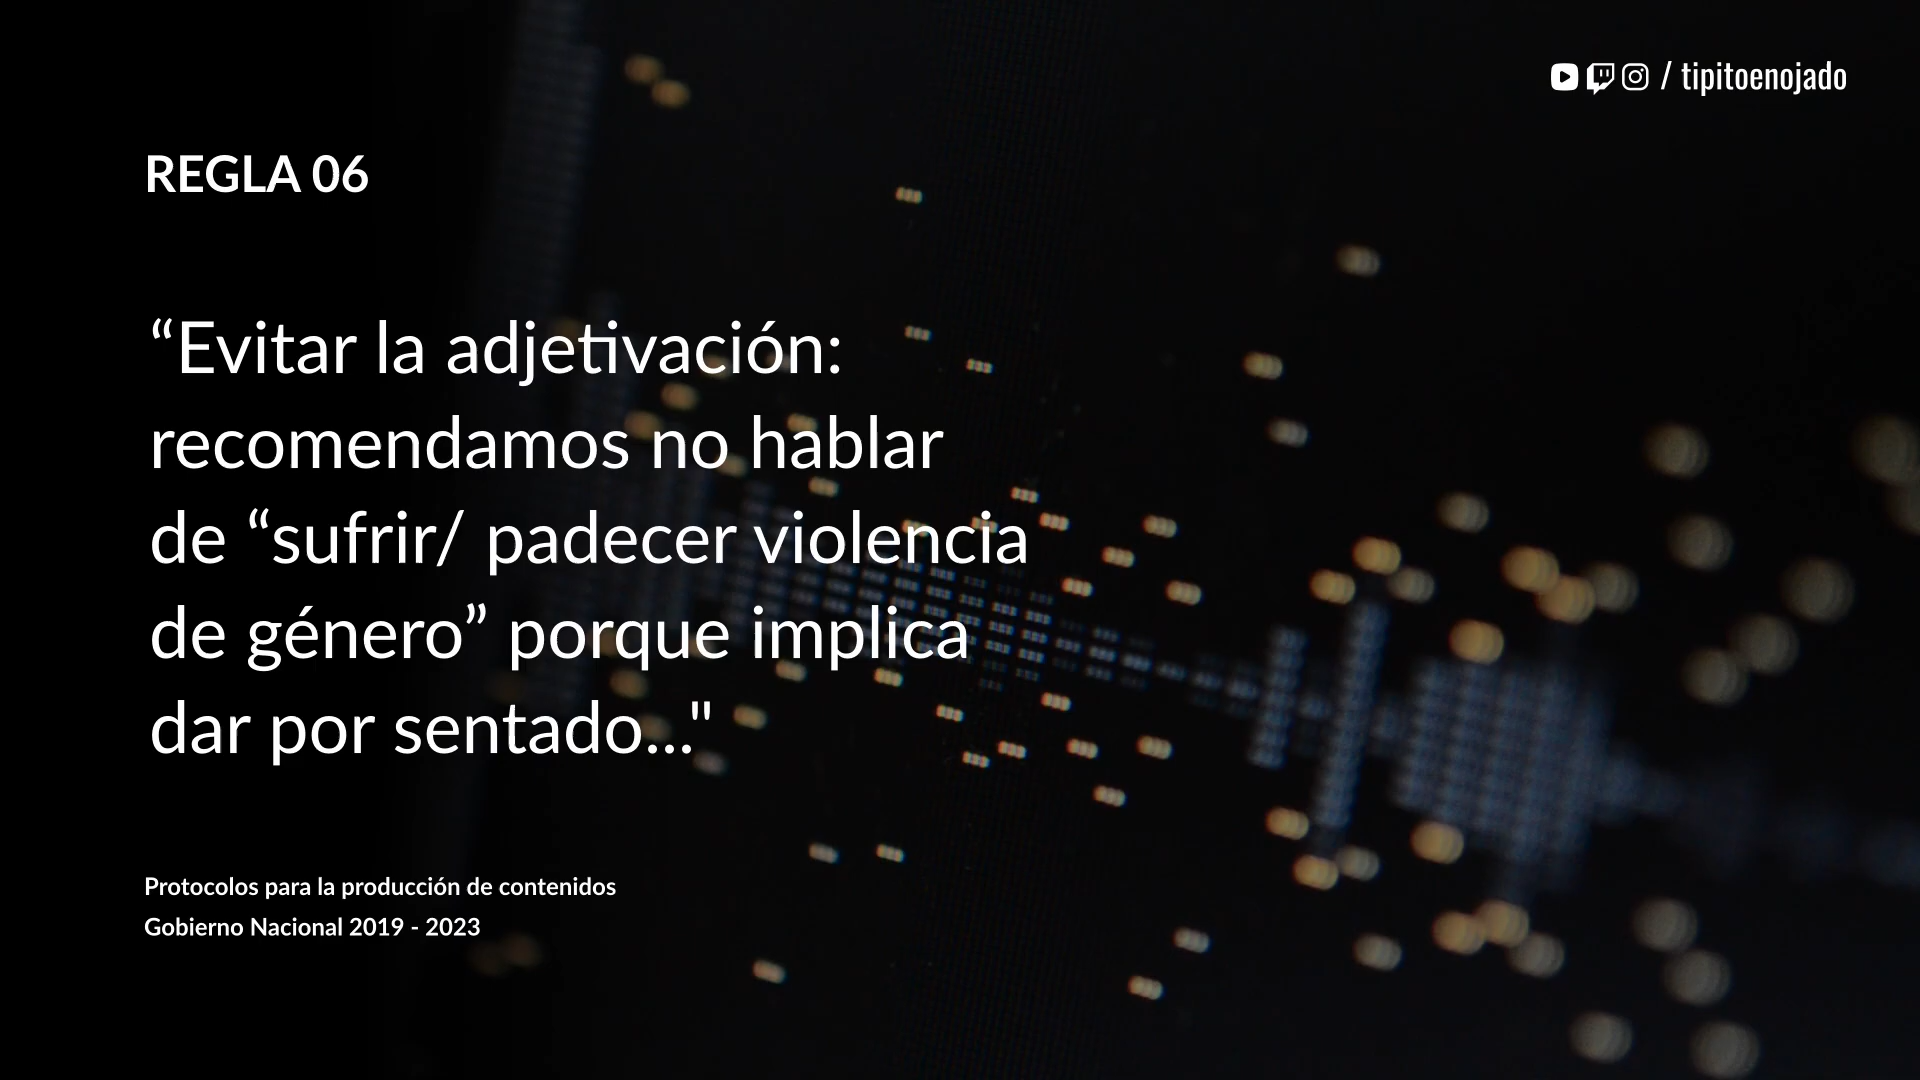 / tipitoenojado
REGLA 06
“Evitar la adjetivación:
recomendamos no hablar
de “sufrir/ padecer violencia
de género” porque implica
dar por sentado..."
Protocolos para la producción de contenidos
Gobierno Nacional 2019 - 2023